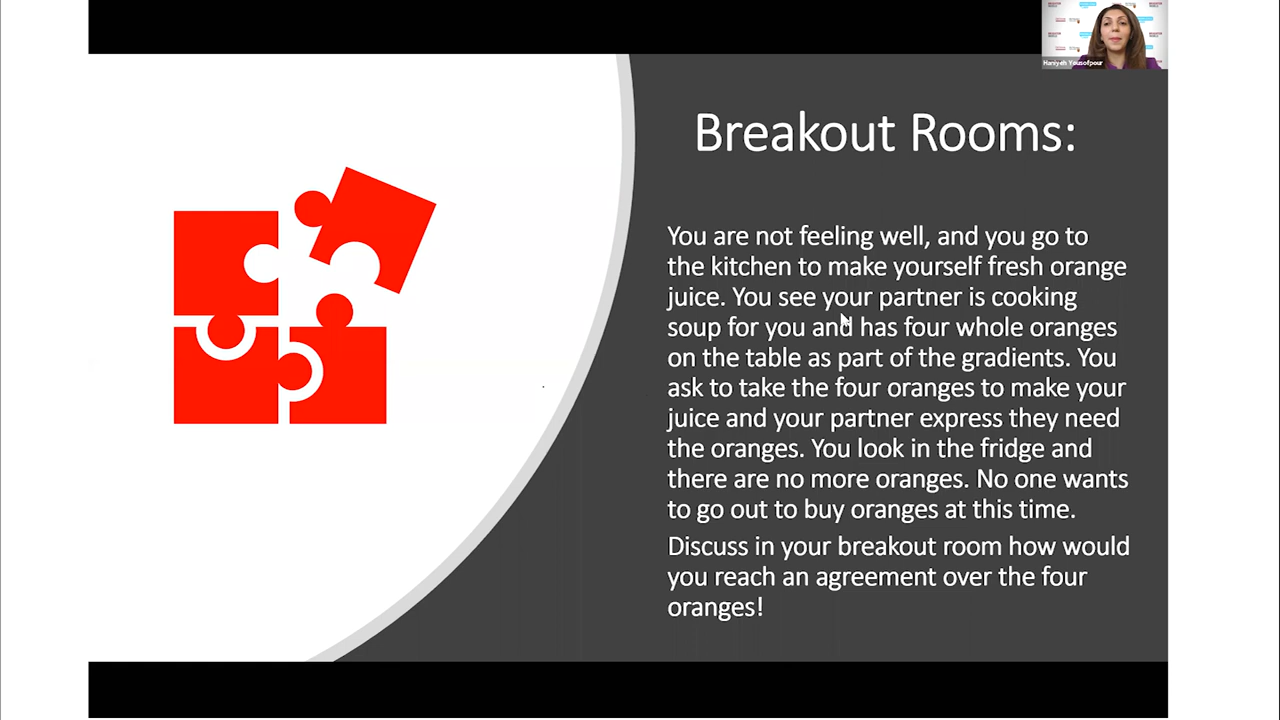 Haniyeh Yousofpour
Breakout Rooms:
You are not feeling well, and you go to
the kitchen to make yourself fresh orange
juice. You see your partner is cooking
soup for you and has four whole oranges
on the table as part of the gradients. You
ask to take the four oranges to make your
juice and your partner express they need
the oranges. You look in the fridge and
there are no more oranges. No one wants
to go out to buy oranges at this time.
Discuss in your breakout room how would
you reach an agreement over the four
oranges!